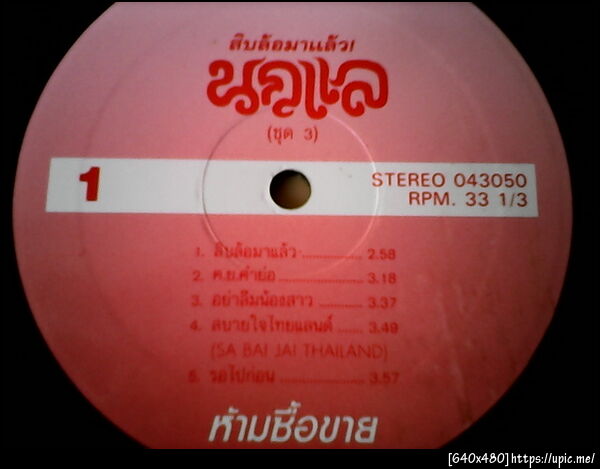 สิบล้อมาแล้ว!
นกแล
(ชุด 3)
1
STEREO 043050
RPM. 33 1/3
1. สิบล้อมาแล้ว .................. 2.58
2. ค.ย.คำย่อ ......................... 3.18
3. อย่าลืมน้องสาว ............. 3.37
4. สบายใจไทยแลนด์ ....... 3.49
(SA BAI JAI THAILAND)
5. รอไปก่อน ......................... 3.57
ห้ามซื้อขาย
[640x480]https://upic.me/